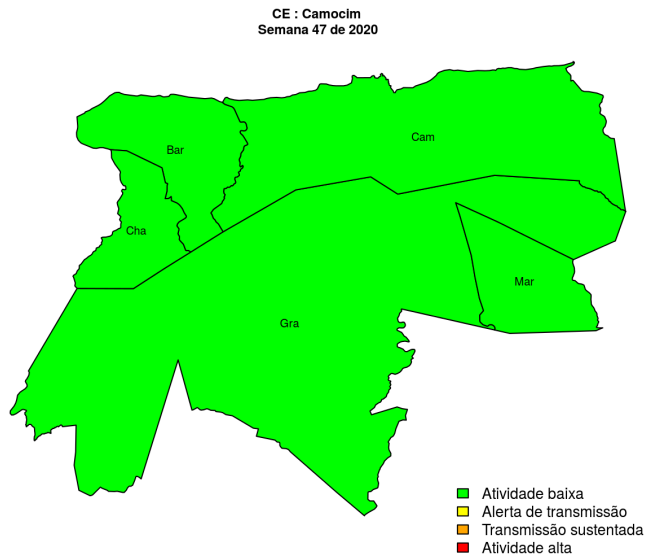 CE : Camocim
Semana 47 de 2020
Bar
Cam
Cha
Mar
Gra
Atividade baixa
Alerta de transmissão
Transmissão sustentada
Atividade alta